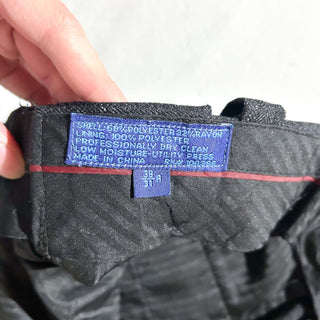 SHELL: 65% POLYESTER 32% RAYON
LINING: 100% POLYESTER
PROFESSIONALLY DRY CLEAN
LOW MOISTURE-UTILITY PRESS
MADE IN CHINA
38
31